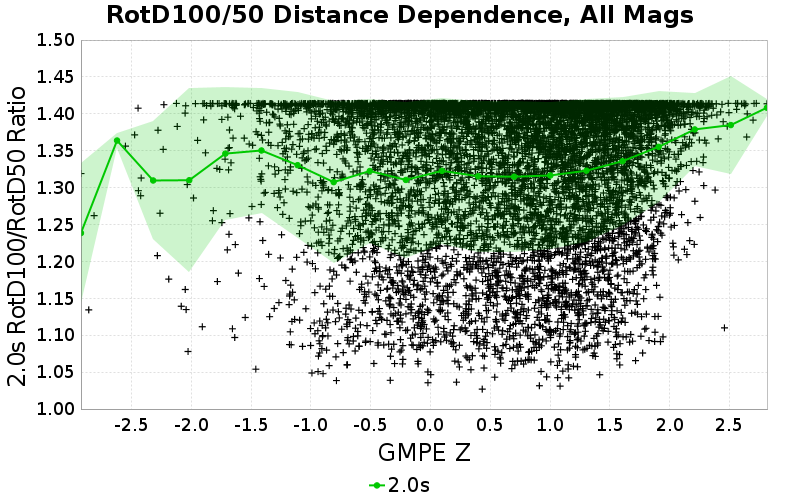 RotD100/50 Distance Dependence, All Mags
2.0s RotD100/RotD50 Ratio
1.50
1.45
1.40
1.35
1.30
1.25
1.20
1.15
1.10
1.05
1.00
-2.5 -2.0 -1.5 -1.0 -0.5 0.0 0.5 1.0 1.5 2.0 2.5
GMPE Z
2.0s